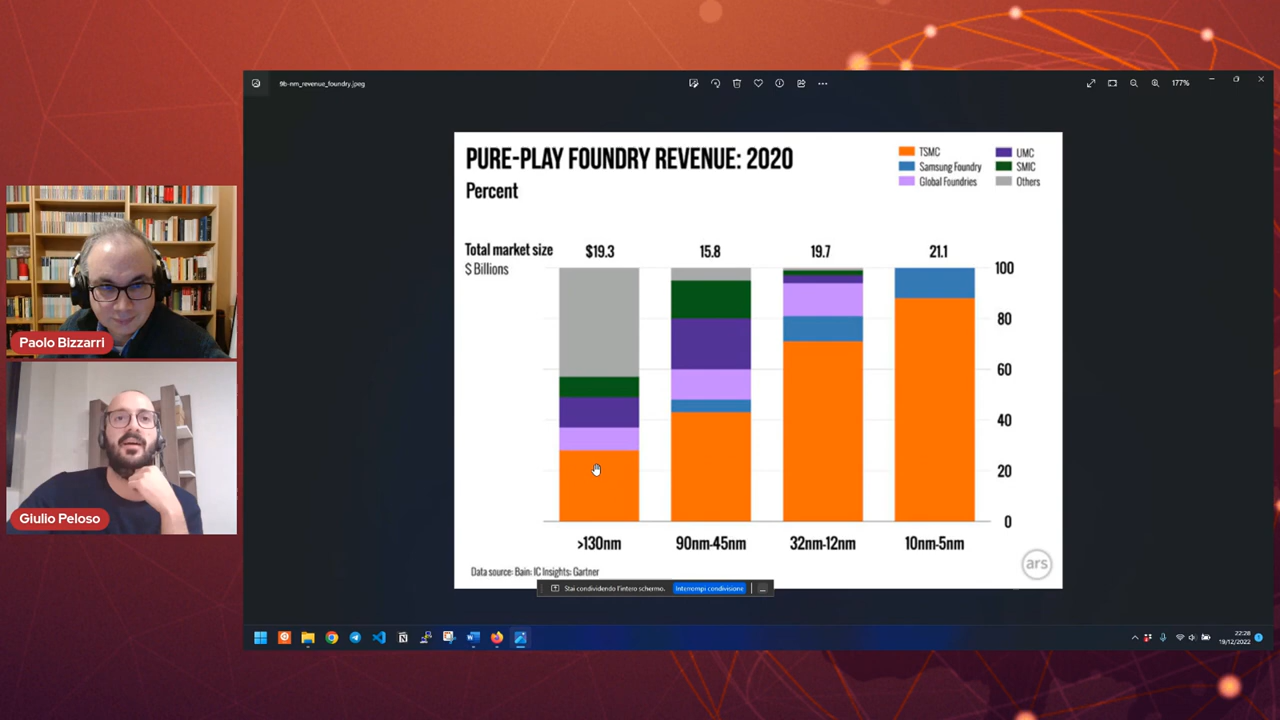 9b-nm_revenue_foundry.jpeg
177%
PURE-PLAY FOUNDRY REVENUE: 2020
Percent
TSMC
Samsung Foundry
Global Foundries
UMC
SMIC
Others
Total market size
$ Billions
$19.3
15.8
19.7
21.1
100
80
60
40
20
0
>130nm
90nm-45nm
32nm-12nm
10nm-5nm
Data source: Bain; IC Insights; Gartner
ars
Stai condividendo l'intero schermo.
Interrompi condivisione
Paolo Bizzarri
Giulio Peloso
22:28
19/12/2022